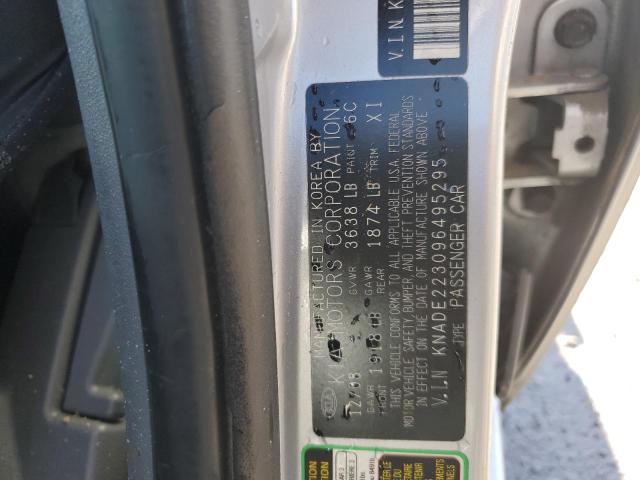 MANUFACTURED IN KOREA BY
KIA MOTORS CORPORATION
12/08 GVWR 3638 LB PAINT 6C
GAWR FRONT 1918 LB GAWR REAR 1874 LB TRIM XI
THIS VEHICLE CONFORMS TO ALL APPLICABLE U.S.A. FEDERAL
MOTOR VEHICLE SAFETY, BUMPER AND THEFT PREVENTION STANDARDS
IN EFFECT ON THE DATE OF MANUFACTURE SHOWN ABOVE
V.I.N KNADE223096495295
TYPE PASSENGER CAR
V.I.N K